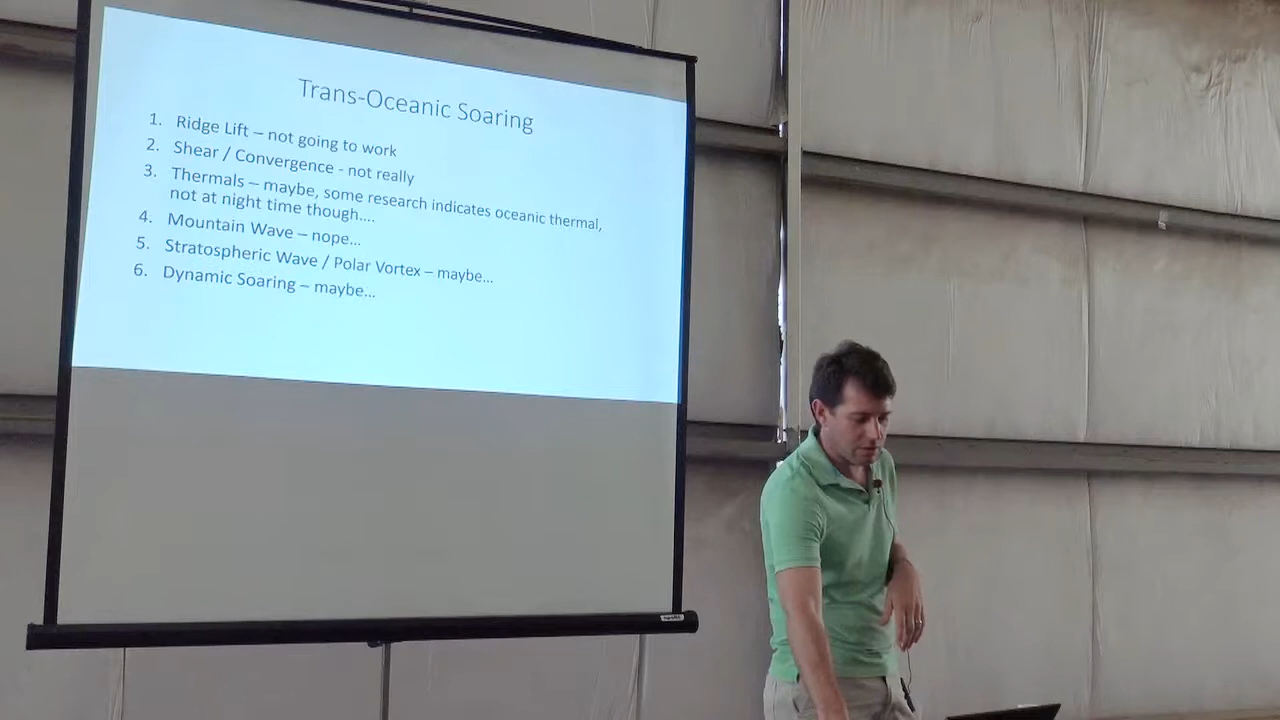 Trans-Oceanic Soaring
1. Ridge Lift – not going to work
2. Shear / Convergence - not really
3. Thermals – maybe, some research indicates oceanic thermal,
not at night time though....
4. Mountain Wave – nope...
5. Stratospheric Wave / Polar Vortex – maybe...
6. Dynamic Soaring – maybe...